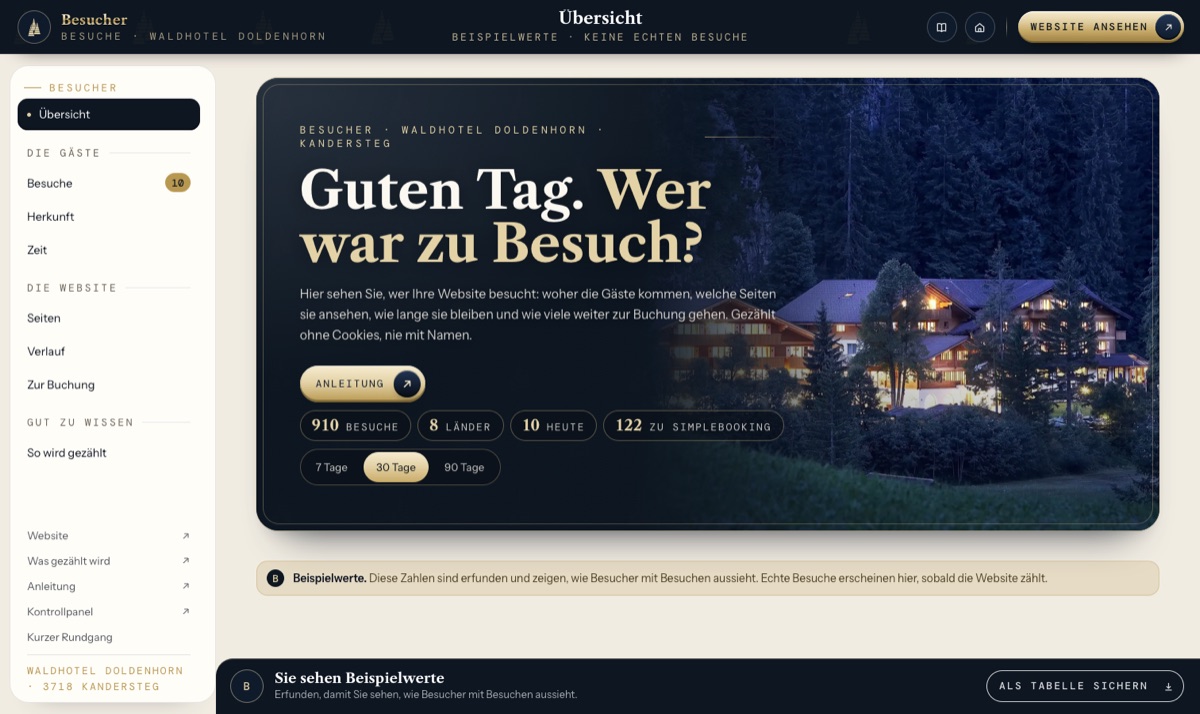 Besucher
BESUCHE · WALDHOTEL DOLDENHORN
Übersicht
BEISPIELWERTE · KEINE ECHTEN BESUCHE
WEBSITE ANSEHEN
BESUCHER
Übersicht
DIE GÄSTE
Besuche 10
Herkunft
Zeit
DIE WEBSITE
Seiten
Verlauf
Zur Buchung
GUT ZU WISSEN
So wird gezählt
Website
Was gezählt wird
Anleitung
Kontrollpanel
Kurzer Rundgang
WALDHOTEL DOLDENHORN
· 3718 KANDERSTEG
BESUCHER · WALDHOTEL DOLDENHORN ·
KANDERSTEG
Guten Tag. Wer
war zu Besuch?
Hier sehen Sie, wer Ihre Website besucht: woher die Gäste kommen, welche Seiten
sie ansehen, wie lange sie bleiben und wie viele weiter zur Buchung gehen. Gezählt
ohne Cookies, nie mit Namen.
ANLEITUNG
910 BESUCHE 8 LÄNDER 10 HEUTE 122 ZU SIMPLEBOOKING
7 Tage 30 Tage 90 Tage
B Beispielwerte. Diese Zahlen sind erfunden und zeigen, wie Besucher mit Besuchen aussieht. Echte Besuche erscheinen hier, sobald die Website zählt.
B
Sie sehen Beispielwerte
Erfunden, damit Sie sehen, wie Besucher mit Besuchen aussieht.
ALS TABELLE SICHERN